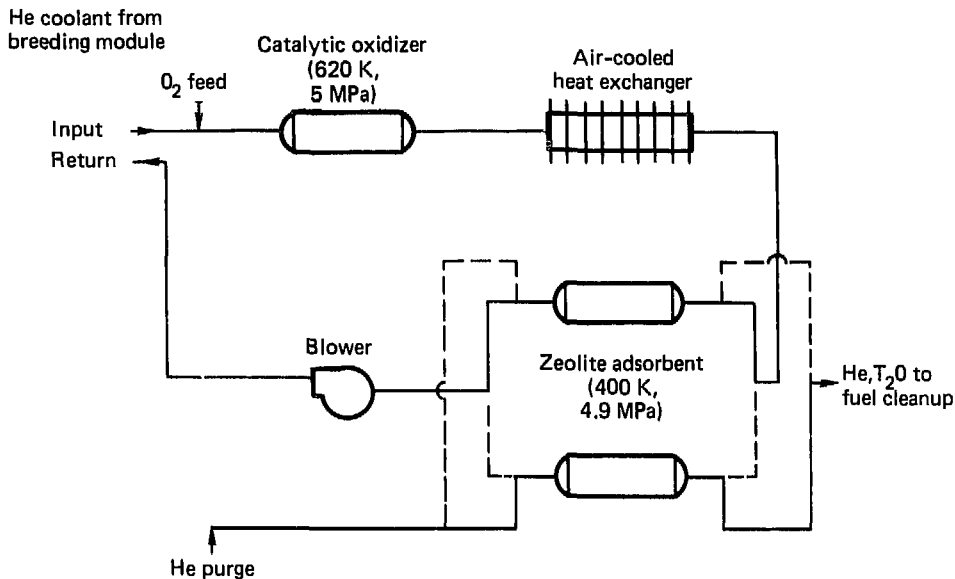 He coolant from
breeding module
O₂ feed
Catalytic oxidizer
(620 K,
5 MPa)
Air-cooled
heat exchanger
Input
Return
Blower
Zeolite adsorbent
(400 K,
4.9 MPa)
He,T₂O to
fuel cleanup
He purge